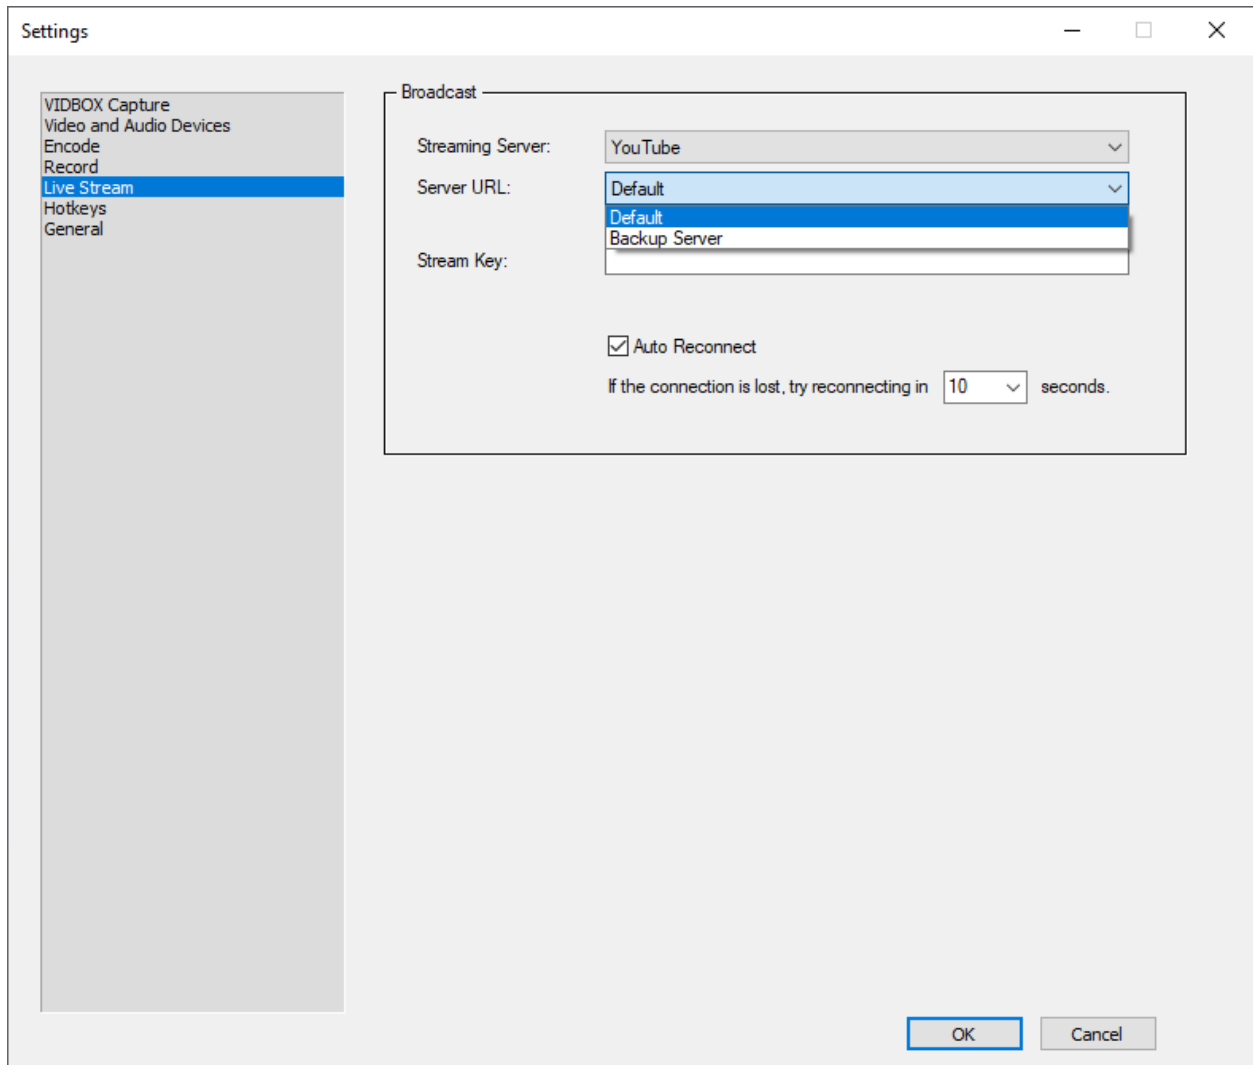 Settings
VIDBOX Capture
Video and Audio Devices
Encode
Record
Live Stream
Hotkeys
General
Broadcast
Streaming Server: YouTube
Server URL: Default
Default
Backup Server
Stream Key:
Auto Reconnect
If the connection is lost, try reconnecting in 10 seconds.
OK Cancel